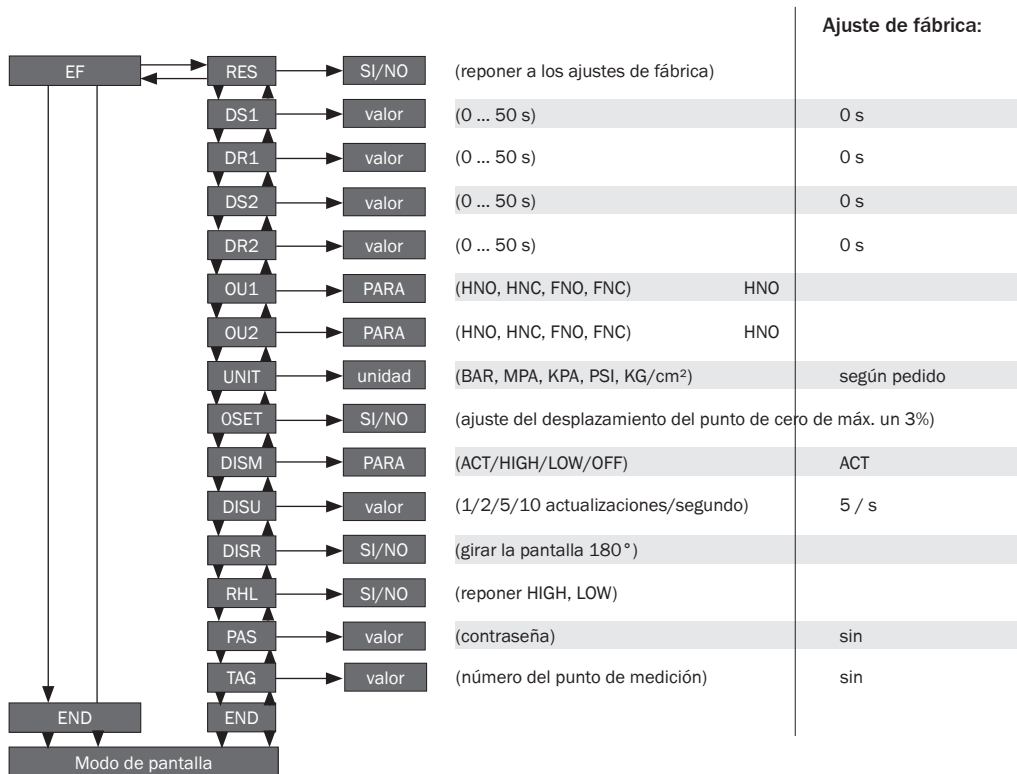 Ajuste de fábrica:
EF RES SI/NO (reponer a los ajustes de fábrica)
DS1 valor (0 ... 50 s) 0 s
DR1 valor (0 ... 50 s) 0 s
DS2 valor (0 ... 50 s) 0 s
DR2 valor (0 ... 50 s) 0 s
OU1 PARA (HNO, HNC, FNO, FNC) HNO
OU2 PARA (HNO, HNC, FNO, FNC) HNO
UNIT unidad (BAR, MPA, KPA, PSI, KG/cm²) según pedido
0SET SI/NO (ajuste del desplazamiento del punto de cero de máx. un 3%)
DISM PARA (ACT/HIGH/LOW/OFF) ACT
DISU valor (1/2/5/10 actualizaciones/segundo) 5 / s
DISR SI/NO (girar la pantalla 180°)
RHL SI/NO (reponer HIGH, LOW)
PAS valor (contraseña) sin
TAG valor (número del punto de medición) sin
END END
Modo de pantalla